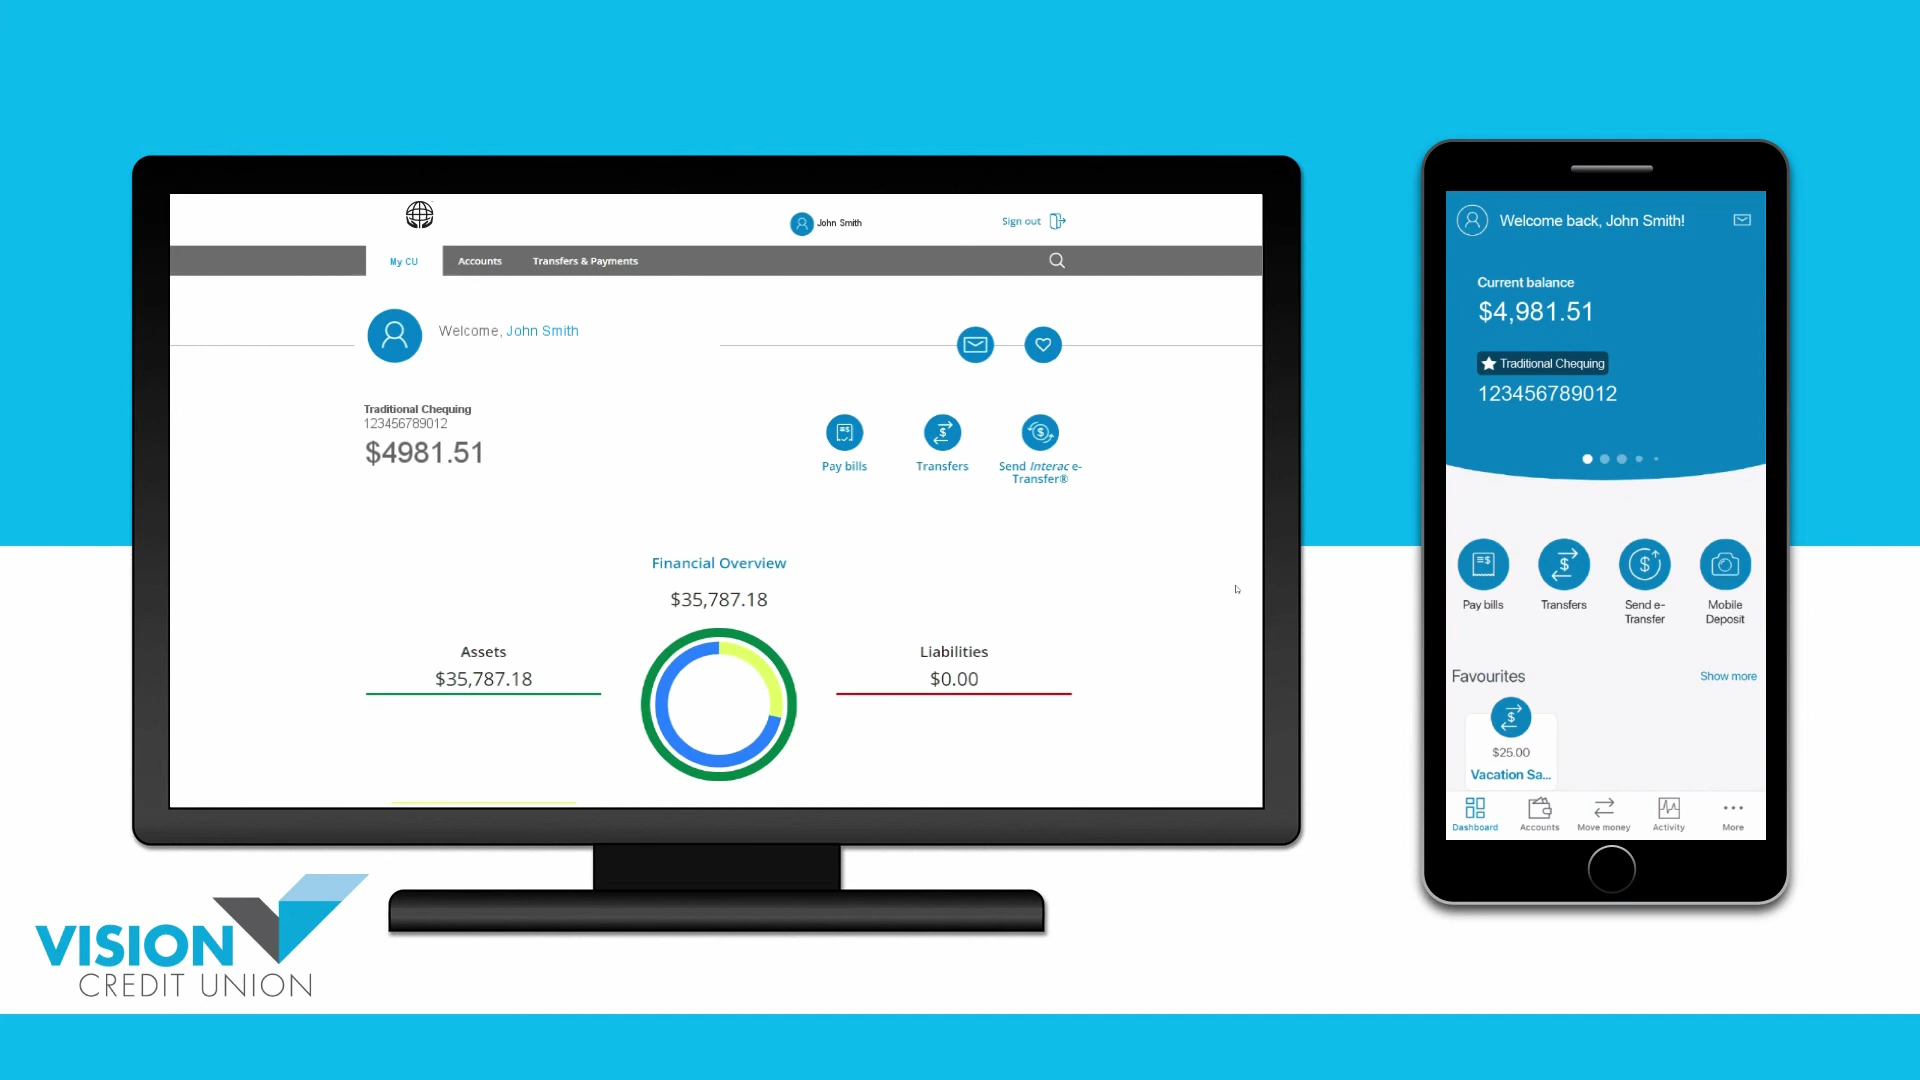 John Smith
Sign out
My CU
Accounts
Transfers & Payments
Welcome, John Smith
Traditional Chequing
123456789012
$4981.51
Pay bills
Transfers
Send Interac e-
Transfer®
Financial Overview
$35,787.18
Assets
$35,787.18
Liabilities
$0.00
Welcome back, John Smith!
Current balance
$4,981.51
Traditional Chequing
123456789012
Pay bills
Transfers
Send e-
Transfer
Mobile
Deposit
Favourites
Show more
$25.00
Vacation Sa...
Dashboard
Accounts
Move money
Activity
More
VISION
CREDIT UNION